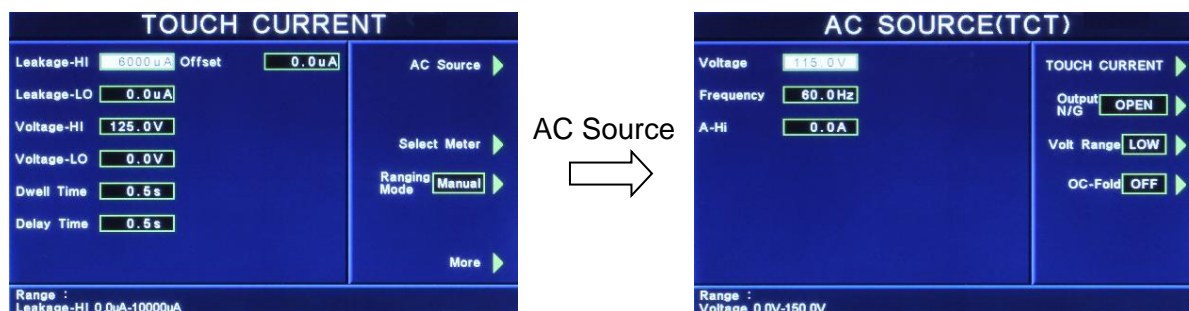 TOUCH CURRENT
Leakage-HI 6000uA Offset 0.0uA
Leakage-LO 0.0uA
Voltage-HI 125.0V
Voltage-LO 0.0V
Dwell Time 0.5s
Delay Time 0.5s
AC Source
Select Meter
Ranging
Mode Manual
More
Range :
Leakage-HI 0.0uA-10000uA
AC Source
AC SOURCE(TCT)
Voltage 115.0V
Frequency 60.0Hz
A-Hi 0.0A
TOUCH CURRENT
Output
N/G OPEN
Volt Range LOW
OC-Fold OFF
Range :
Voltage 0.0V-150.0V